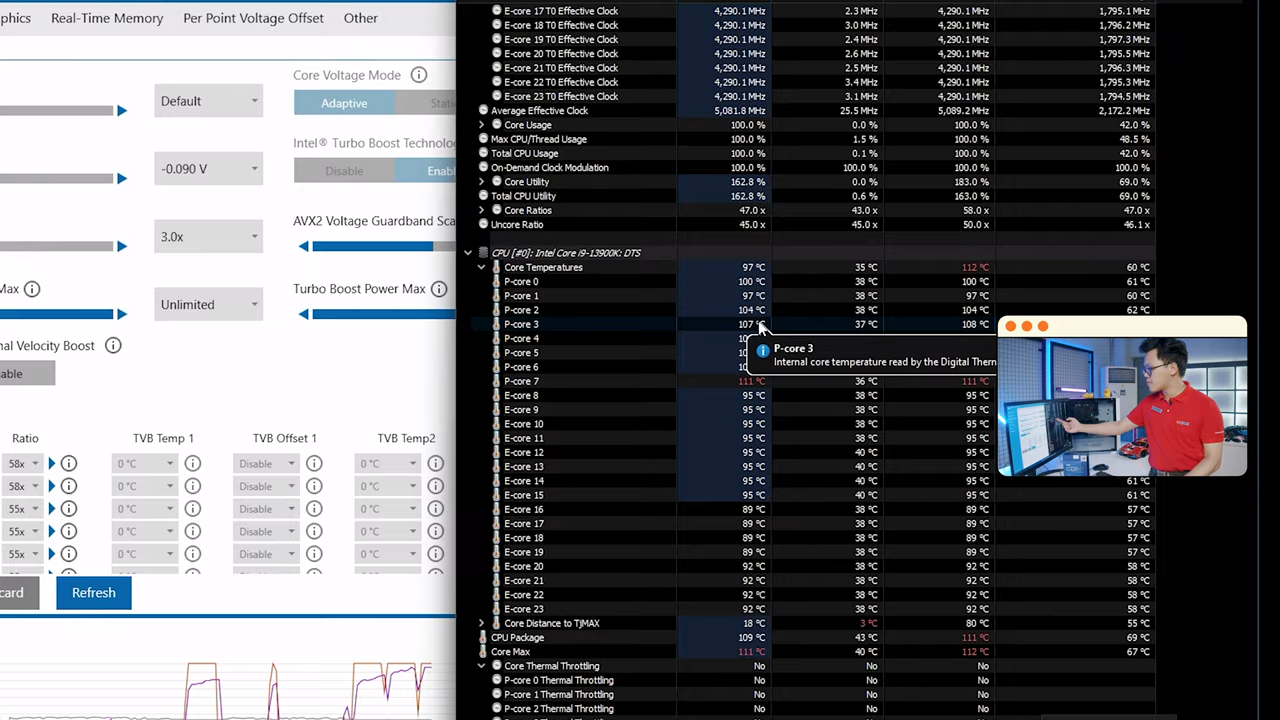 phics Real-Time Memory Per Point Voltage Offset Other
Core Voltage Mode
Default
Adaptive Stati
Intel® Turbo Boost Technolo
-0.090 V
Disable Enab
AVX2 Voltage Guardband Sca
3.0x
Max Turbo Boost Power Max
Unlimited
nal Velocity Boost
able
Ratio TVB Temp 1 TVB Offset 1 TVB Temp2
58x 0 °C Disable 0 °C
58x 0 °C Disable 0 °C
55x 0 °C Disable 0 °C
55x 0 °C Disable 0 °C
55x 0 °C Disable 0 °C
card Refresh
E-core 17 T0 Effective Clock 4,290.1 MHz 2.3 MHz 4,290.1 MHz 1,795.1 MHz
E-core 18 T0 Effective Clock 4,290.1 MHz 3.0 MHz 4,290.1 MHz 1,796.2 MHz
E-core 19 T0 Effective Clock 4,290.1 MHz 2.4 MHz 4,290.1 MHz 1,797.3 MHz
E-core 20 T0 Effective Clock 4,290.1 MHz 2.6 MHz 4,290.1 MHz 1,795.5 MHz
E-core 21 T0 Effective Clock 4,290.1 MHz 2.5 MHz 4,290.1 MHz 1,796.3 MHz
E-core 22 T0 Effective Clock 4,290.1 MHz 3.4 MHz 4,290.1 MHz 1,795.3 MHz
E-core 23 T0 Effective Clock 4,290.1 MHz 3.1 MHz 4,290.1 MHz 1,794.5 MHz
Average Effective Clock 5,081.8 MHz 25.5 MHz 5,089.2 MHz 2,172.2 MHz
Core Usage 100.0 % 0.0 % 100.0 % 42.0 %
Max CPU/Thread Usage 100.0 % 1.5 % 100.0 % 48.5 %
Total CPU Usage 100.0 % 0.1 % 100.0 % 42.0 %
On-Demand Clock Modulation 100.0 % 100.0 % 100.0 % 100.0 %
Core Utility 162.8 % 0.0 % 183.0 % 69.0 %
Total CPU Utility 162.8 % 0.6 % 163.0 % 69.0 %
Core Ratios 47.0 x 43.0 x 58.0 x 47.0 x
Uncore Ratio 45.0 x 45.0 x 50.0 x 46.1 x
CPU [#0]: Intel Core i9-13900K: DTS
Core Temperatures 97 °C 35 °C 112 °C 60 °C
P-core 0 100 °C 38 °C 100 °C 61 °C
P-core 1 97 °C 38 °C 97 °C 60 °C
P-core 2 104 °C 38 °C 104 °C 62 °C
P-core 3 107 °C 37 °C 108 °C
P-core 4
P-core 5
P-core 6
P-core 3
Internal core temperature read by the Digital Therm
P-core 7 111 °C 36 °C 111 °C
E-core 8 95 °C 38 °C 95 °C
E-core 9 95 °C 38 °C 95 °C
E-core 10 95 °C 38 °C 95 °C
E-core 11 95 °C 38 °C 95 °C
E-core 12 95 °C 40 °C 95 °C
E-core 13 95 °C 40 °C 95 °C
E-core 14 95 °C 40 °C 95 °C 61 °C
E-core 15 95 °C 40 °C 95 °C 61 °C
E-core 16 89 °C 38 °C 89 °C 57 °C
E-core 17 89 °C 38 °C 89 °C 57 °C
E-core 18 89 °C 38 °C 89 °C 57 °C
E-core 19 89 °C 38 °C 89 °C 57 °C
E-core 20 92 °C 38 °C 92 °C 58 °C
E-core 21 92 °C 38 °C 92 °C 58 °C
E-core 22 92 °C 38 °C 92 °C 58 °C
E-core 23 92 °C 38 °C 92 °C 58 °C
Core Distance to TjMAX 18 °C 3 °C 80 °C 55 °C
CPU Package 109 °C 43 °C 111 °C 69 °C
Core Max 111 °C 40 °C 112 °C 67 °C
Core Thermal Throttling No No No
P-core 0 Thermal Throttling No No No
P-core 1 Thermal Throttling No No No
P-core 2 Thermal Throttling No No No